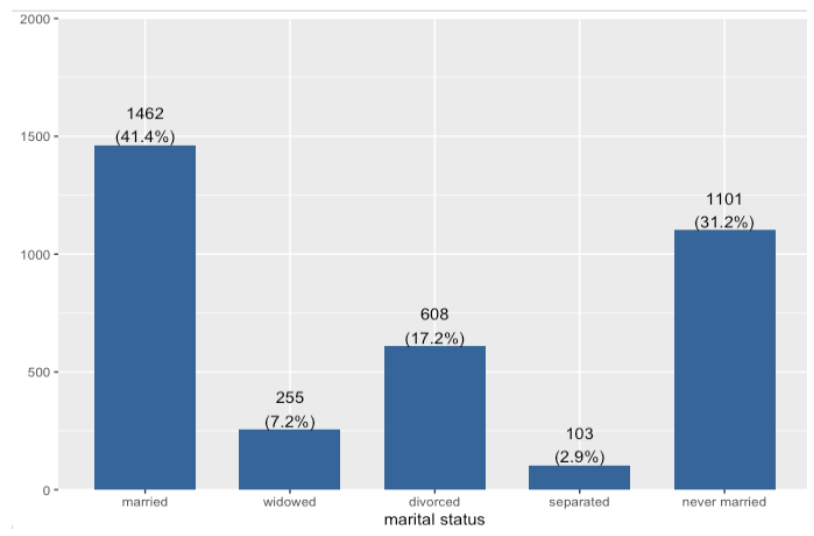 2000
1500
1000
500
0
1462
(41.4%)
255
(7.2%)
608
(17.2%)
103
(2.9%)
1101
(31.2%)
married
widowed
divorced
separated
never married
marital status